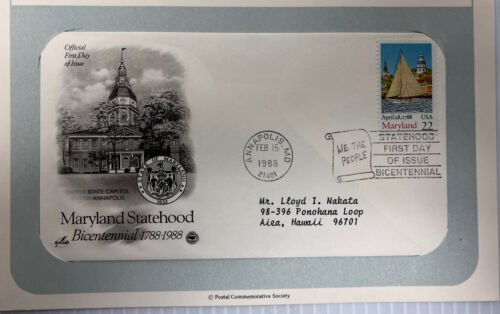 Official
First Day
of Issue
STATE CAPITOL
ANNAPOLIS
Maryland Statehood
Bicentennial 1788-1988
April 28, 1788 USA
Maryland 22
ANNAPOLIS, MD
FEB 15
1988
21401
WE THE
PEOPLE
STATEHOOD
FIRST DAY
OF ISSUE
BICENTENNIAL
Mr. Lloyd I. Nakata
98-396 Ponohana Loop
Aiea, Hawaii 96701
© Postal Commemorative Society